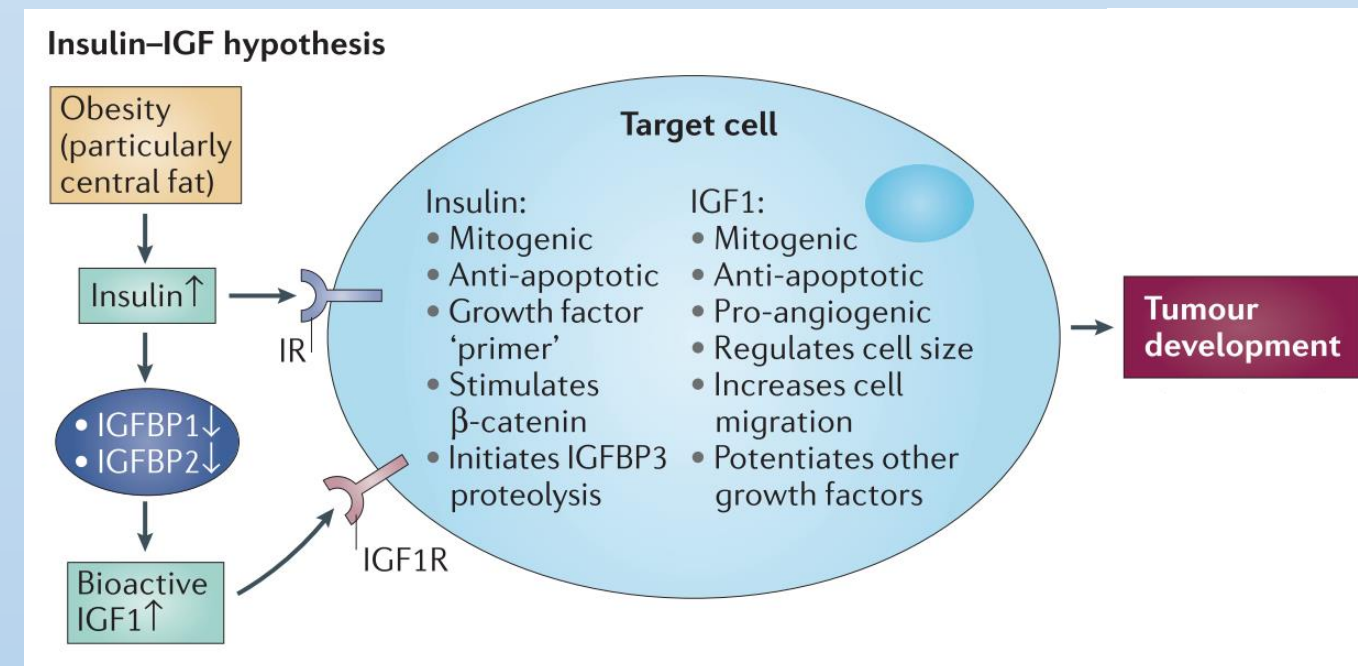 Insulin–IGF hypothesis
Obesity
(particularly
central fat)
Insulin↑
• IGFBP1↓
• IGFBP2↓
Bioactive
IGF1↑
IR
IGF1R
Target cell
Insulin:
• Mitogenic
• Anti-apoptotic
• Growth factor
‘primer’
• Stimulates
β-catenin
• Initiates IGFBP3
proteolysis
IGF1:
• Mitogenic
• Anti-apoptotic
• Pro-angiogenic
• Regulates cell size
• Increases cell
migration
• Potentiates other
growth factors
Tumour
development